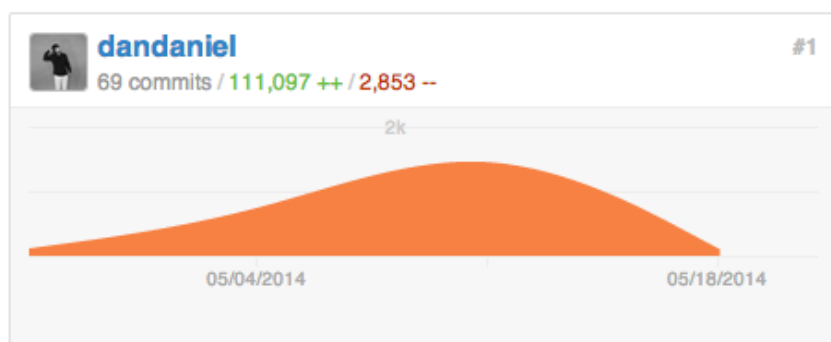 dandaniel
#1
69 commits / 111,097 ++ / 2,853 --
2k
05/04/2014
05/18/2014